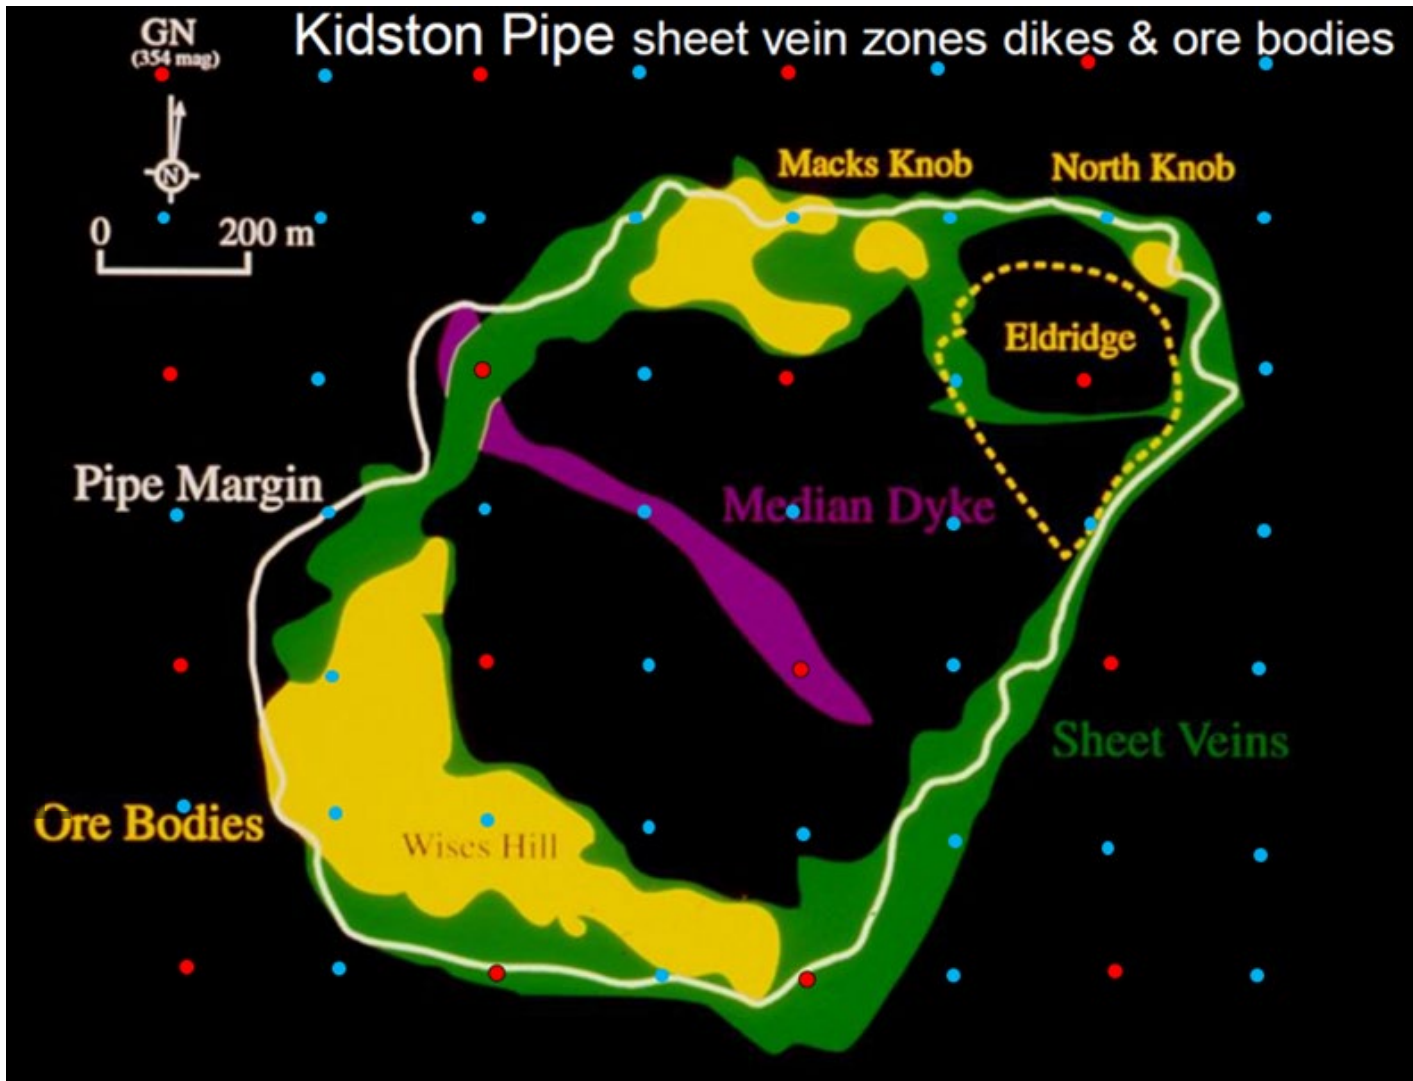 GN
(354 mag)
Kidston Pipe sheet vein zones dikes & ore bodies
N
Macks Knob
North Knob
0 200 m
Eldridge
Pipe Margin
Median Dyke
Sheet Veins
Ore Bodies
Wises Hill